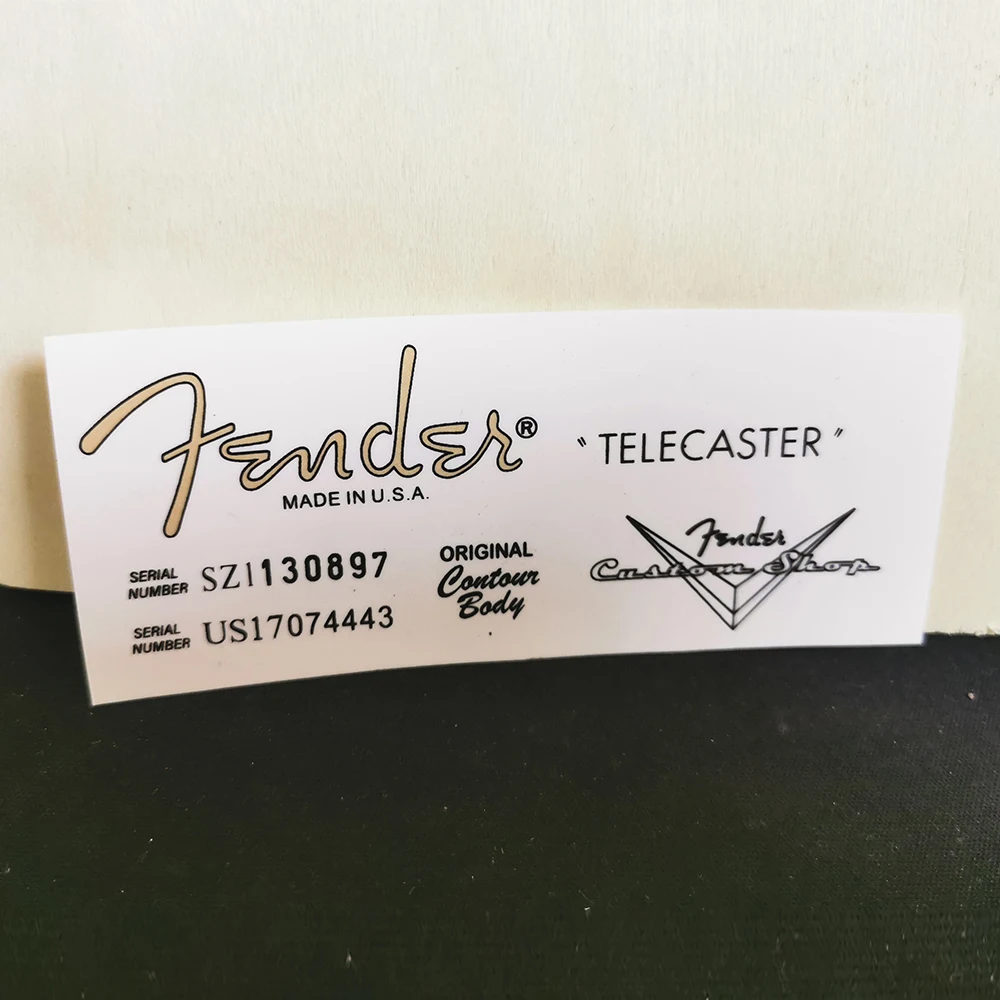 Fender®
MADE IN U.S.A.
" TELECASTER "
SERIAL
NUMBER SZ1130897
SERIAL
NUMBER US17074443
ORIGINAL
Contour
Body
Fender
Custom Shop